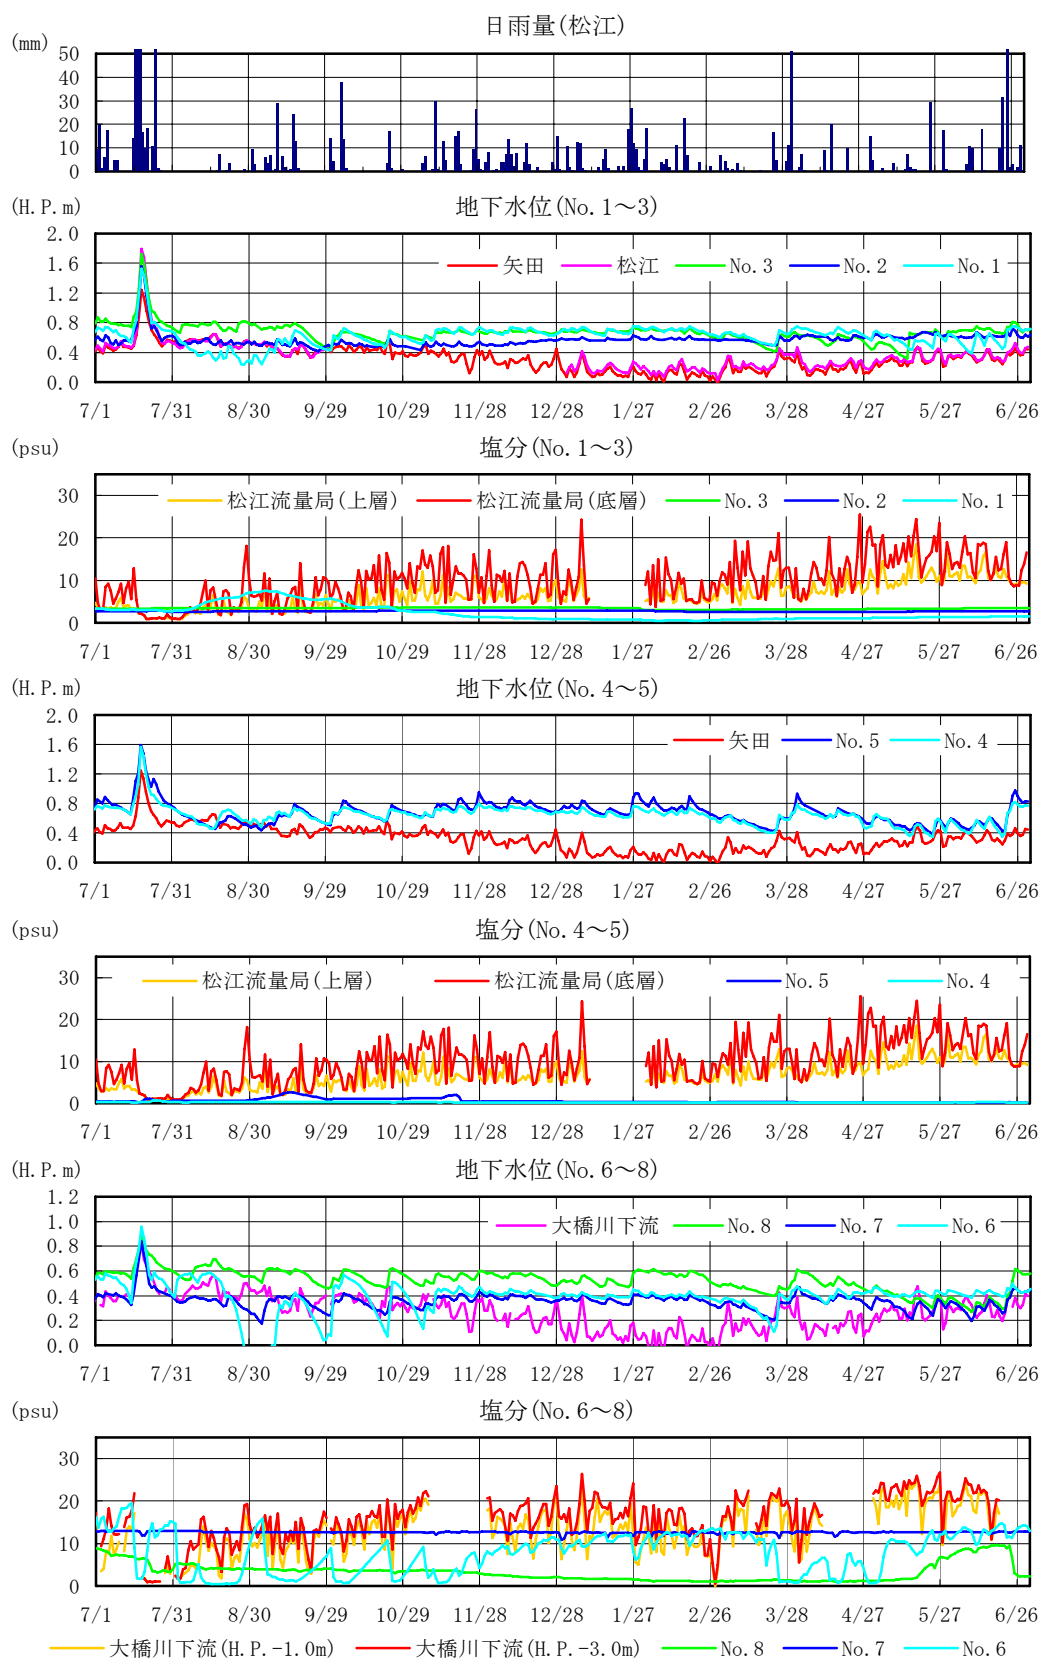 日雨量(松江)
(mm)
50
40
30
20
10
0
(H.P.m)
地下水位(No.1～3)
2.0
1.6
1.2
0.8
0.4
0.0
矢田 松江 No.3 No.2 No.1
7/1 7/31 8/30 9/29 10/29 11/28 12/28 1/27 2/26 3/28 4/27 5/27 6/26
(psu)
塩分(No.1～3)
30
20
10
0
松江流量局(上層) 松江流量局(底層) No.3 No.2 No.1
7/1 7/31 8/30 9/29 10/29 11/28 12/28 1/27 2/26 3/28 4/27 5/27 6/26
(H.P.m)
地下水位(No.4～5)
2.0
1.6
1.2
0.8
0.4
0.0
矢田 No.5 No.4
7/1 7/31 8/30 9/29 10/29 11/28 12/28 1/27 2/26 3/28 4/27 5/27 6/26
(psu)
塩分(No.4～5)
30
20
10
0
松江流量局(上層) 松江流量局(底層) No.5 No.4
7/1 7/31 8/30 9/29 10/29 11/28 12/28 1/27 2/26 3/28 4/27 5/27 6/26
(H.P.m)
地下水位(No.6～8)
1.2
1.0
0.8
0.6
0.4
0.2
0.0
大橋川下流 No.8 No.7 No.6
7/1 7/31 8/30 9/29 10/29 11/28 12/28 1/27 2/26 3/28 4/27 5/27 6/26
(psu)
塩分(No.6～8)
30
20
10
0
7/1 7/31 8/30 9/29 10/29 11/28 12/28 1/27 2/26 3/28 4/27 5/27 6/26
大橋川下流(H.P.-1.0m) 大橋川下流(H.P.-3.0m) No.8 No.7 No.6